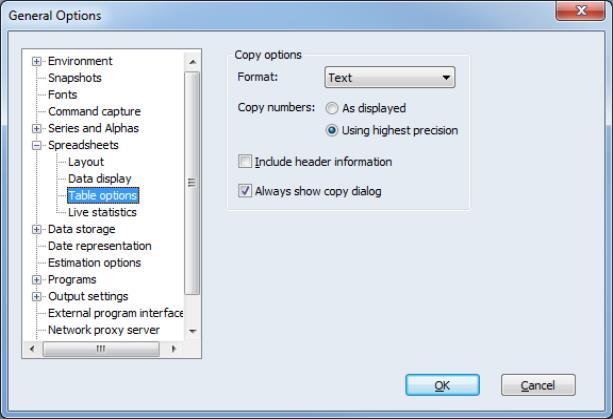 General Options
Environment
Snapshots
Fonts
Command capture
Series and Alphas
Spreadsheets
Layout
Data display
Table options
Live statistics
Data storage
Date representation
Estimation options
Programs
Output settings
External program interface
Network proxy server
Copy options
Format: Text
Copy numbers: As displayed
Using highest precision
Include header information
Always show copy dialog
OK Cancel